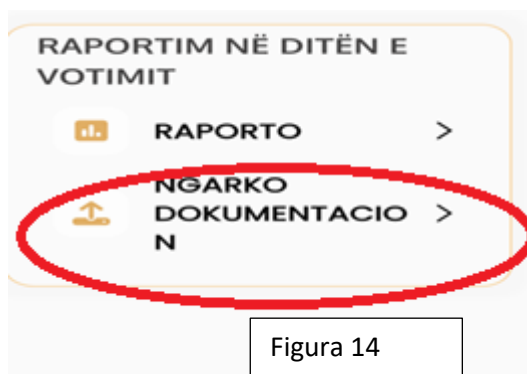 RAPORTIM NË DITËN E
VOTIMIT
RAPORTO >
NGARKO
DOKUMENTACIO >
N
Figura 14